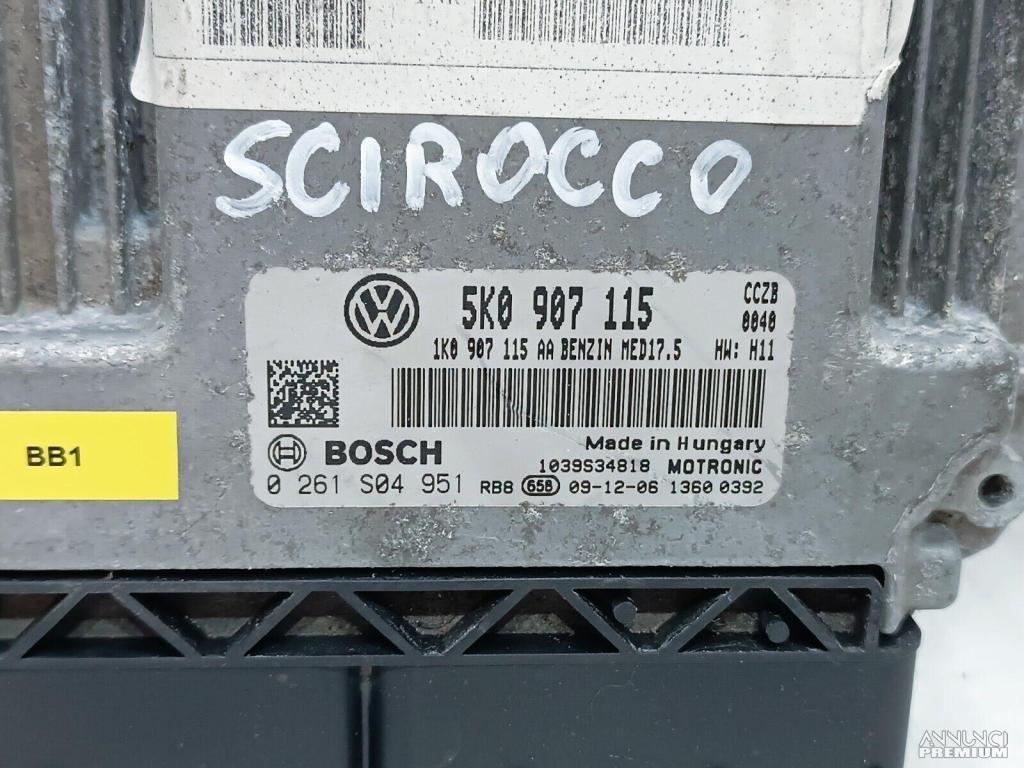 SCIROCCO
5K0 907 115 CCZB
1K0 907 115 AA BENZIN MED17.5 HW: H11
0040
BB1
BOSCH
Made in Hungary
1039S34818 MOTRONIC
0 261 S04 951 RB8 658 09-12-06 1360 0392
ANNUNCI
PREMIUM